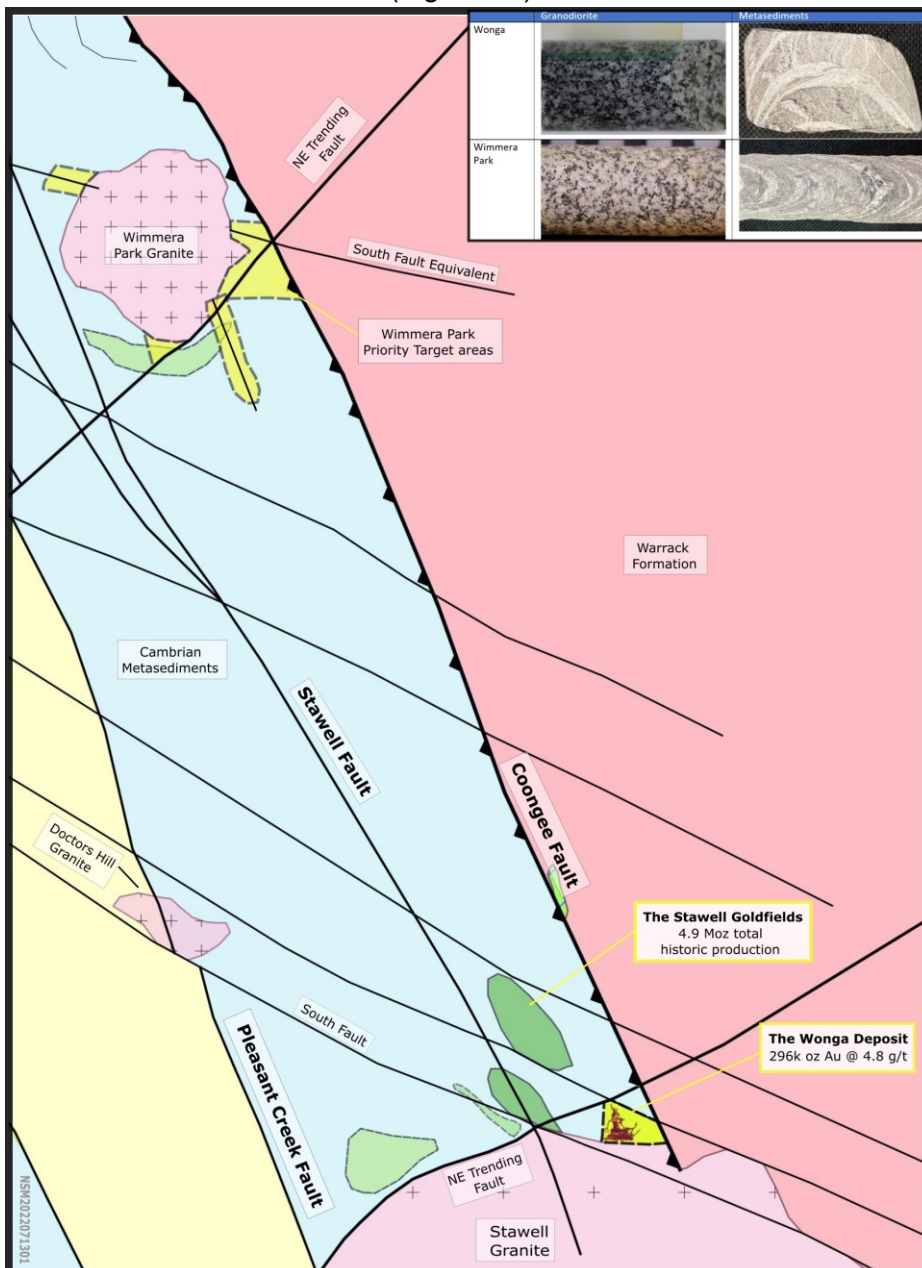 Granodiorite
Metasediments
Wonga
Wimmera
Park
NE Trending
Fault
Wimmera
Park Granite
South Fault Equivalent
Wimmera Park
Priority Target areas
Warrack
Formation
Cambrian
Metasediments
Stawell Fault
Coongee Fault
Doctors Hill
Granite
The Stawell Goldfields
4.9 Moz total
historic production
South Fault
The Wonga Deposit
296k oz Au @ 4.8 g/t
Pleasant Creek Fault
NE Trending
Fault
Stawell
Granite
NSM2022071301